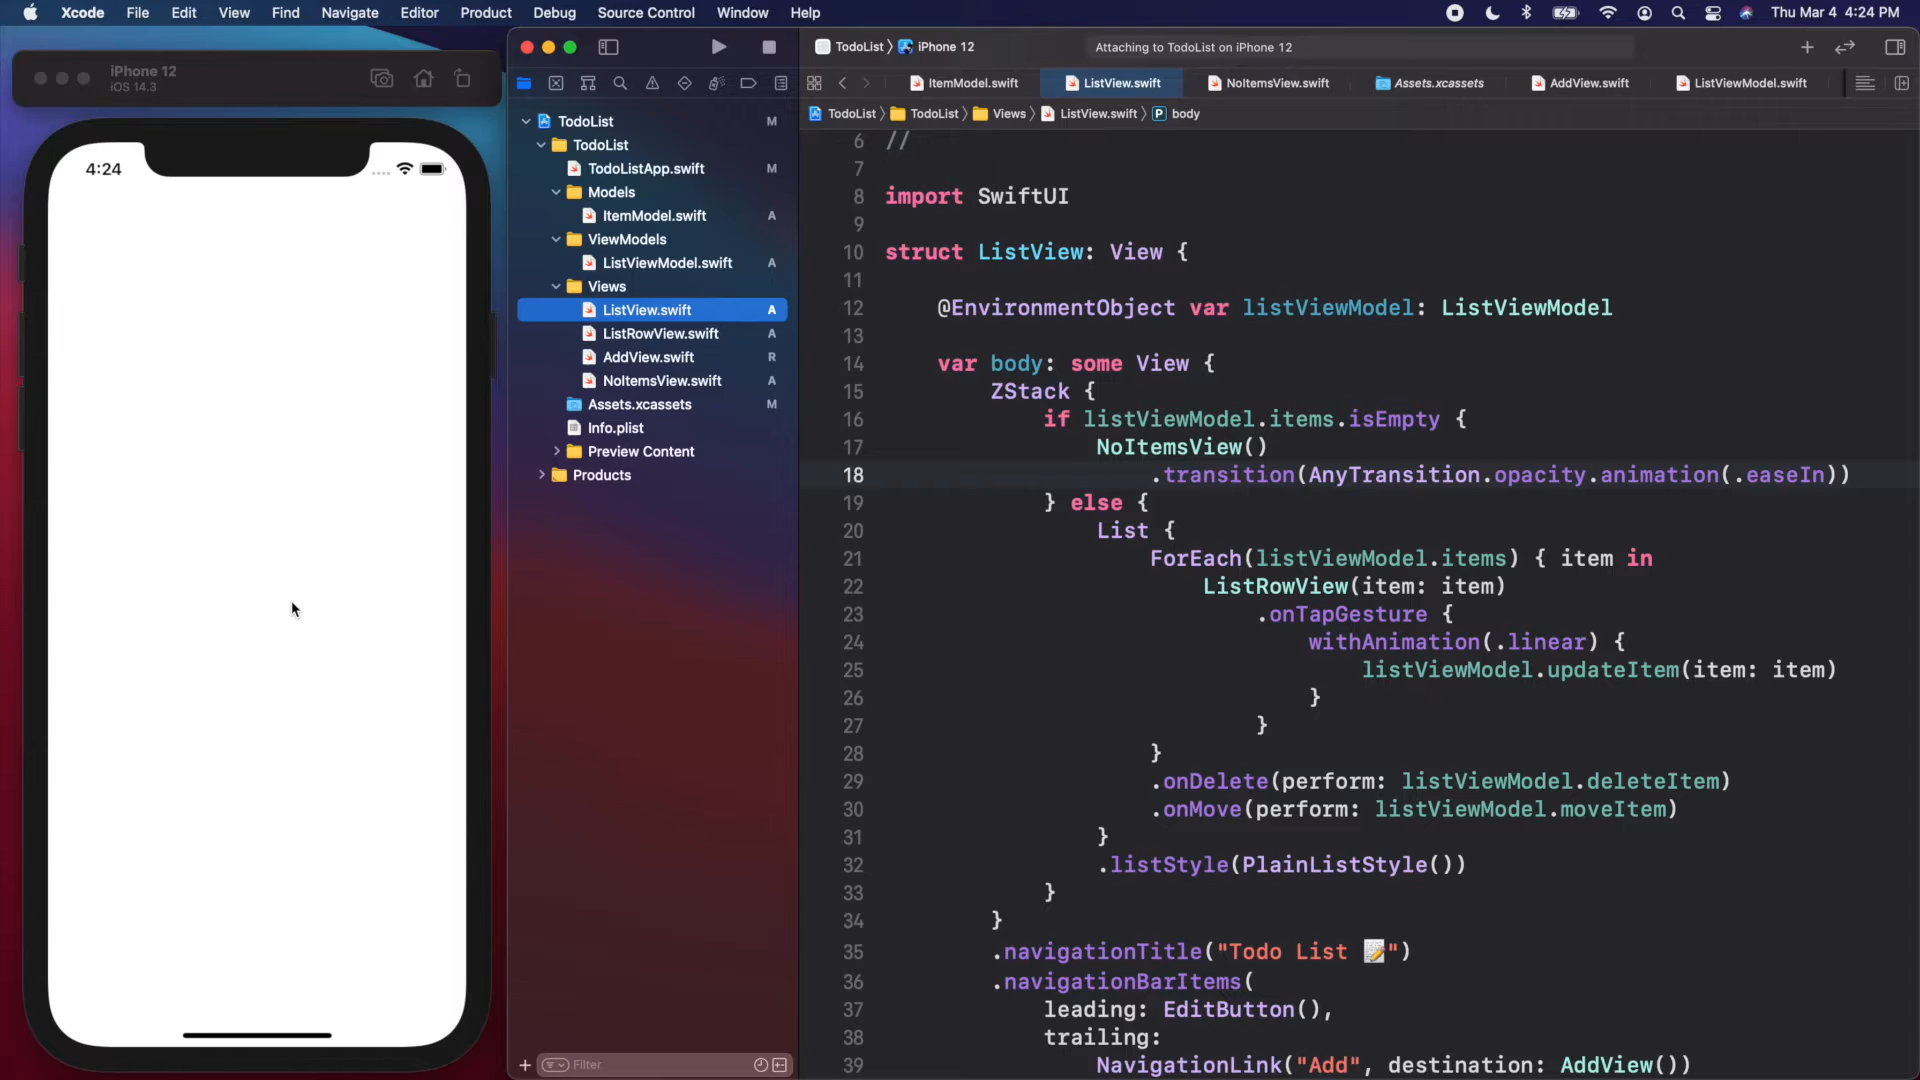 Xcode File Edit View Find Navigate Editor Product Debug Source Control Window Help
Thu Mar 4 4:24 PM
iPhone 12
iOS 14.3
4:24
TodoList
M
TodoList
TodoListApp.swift
M
Models
ItemModel.swift
A
ViewModels
ListViewModel.swift
A
Views
ListView.swift
A
ListRowView.swift
A
AddView.swift
R
NoItemsView.swift
A
Assets.xcassets
M
Info.plist
Preview Content
Products
Filter
TodoList
iPhone 12
Attaching to TodoList on iPhone 12
ItemModel.swift
ListView.swift
NoItemsView.swift
Assets.xcassets
AddView.swift
ListViewModel.swift
TodoList
TodoList
Views
ListView.swift
P body
6 //
7
8 import SwiftUI
9
10 struct ListView: View {
11
12 @EnvironmentObject var listViewModel: ListViewModel
13
14 var body: some View {
15 ZStack {
16 if listViewModel.items.isEmpty {
17 NoItemsView()
18 .transition(AnyTransition.opacity.animation(.easeIn))
19 } else {
20 List {
21 ForEach(listViewModel.items) { item in
22 ListRowView(item: item)
23 .onTapGesture {
24 withAnimation(.linear) {
25 listViewModel.updateItem(item: item)
26 }
27 }
28 }
29 .onDelete(perform: listViewModel.deleteItem)
30 .onMove(perform: listViewModel.moveItem)
31 }
32 .listStyle(PlainListStyle())
33 }
34 }
35 .navigationTitle("Todo List 📝")
36 .navigationBarItems(
37 leading: EditButton(),
38 trailing:
39 NavigationLink("Add", destination: AddView())